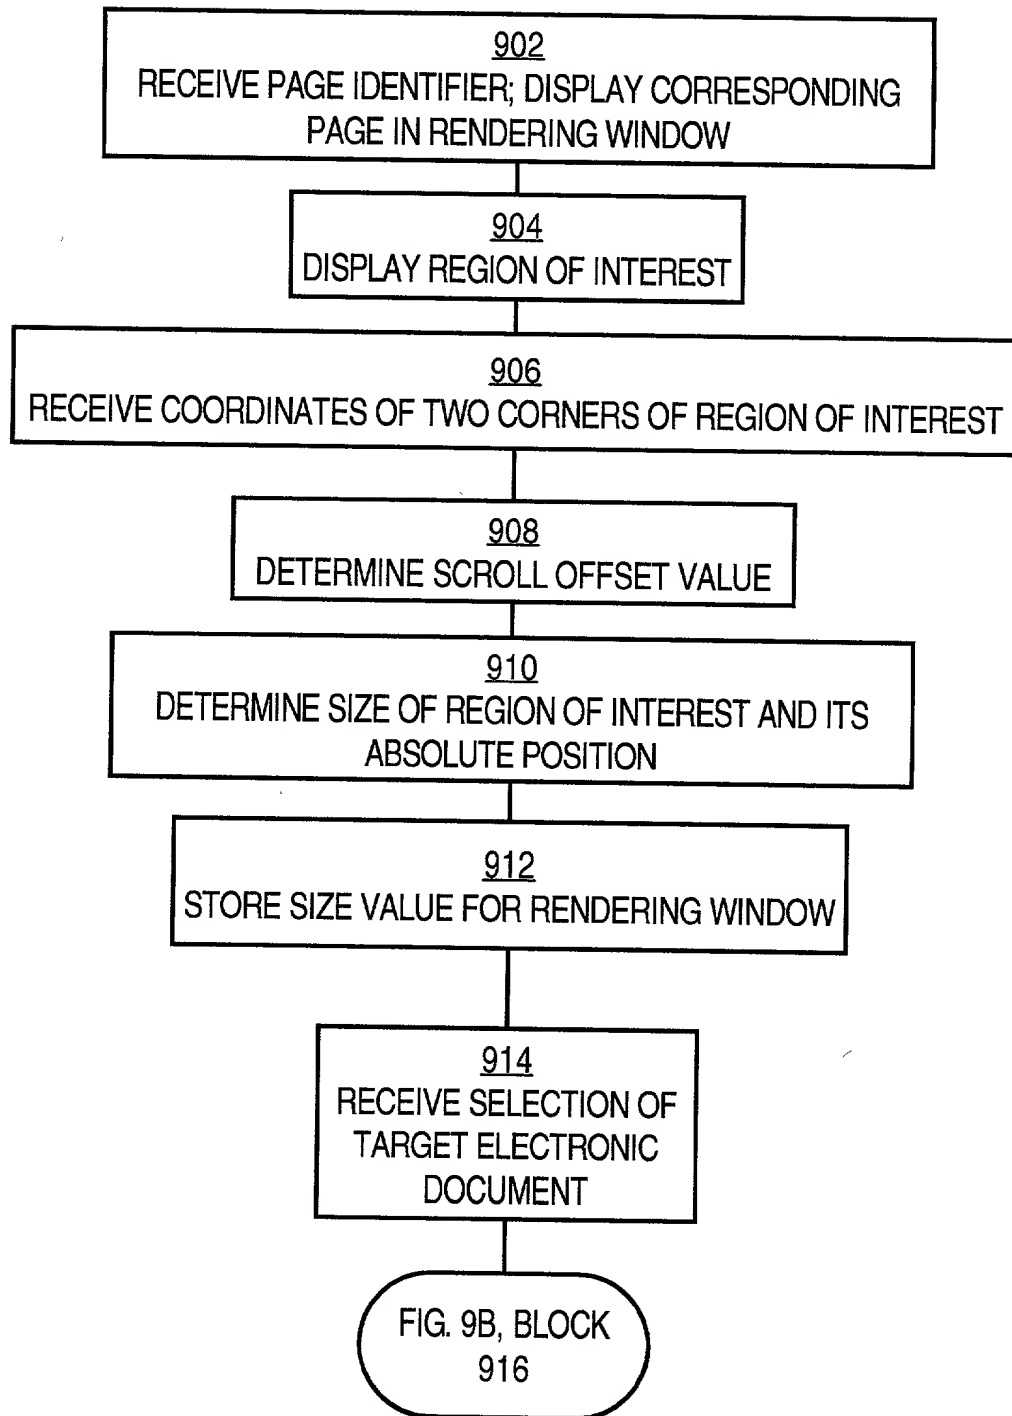 902
RECEIVE PAGE IDENTIFIER; DISPLAY CORRESPONDING
PAGE IN RENDERING WINDOW
904
DISPLAY REGION OF INTEREST
906
RECEIVE COORDINATES OF TWO CORNERS OF REGION OF INTEREST
908
DETERMINE SCROLL OFFSET VALUE
910
DETERMINE SIZE OF REGION OF INTEREST AND ITS
ABSOLUTE POSITION
912
STORE SIZE VALUE FOR RENDERING WINDOW
914
RECEIVE SELECTION OF
TARGET ELECTRONIC
DOCUMENT
FIG. 9B, BLOCK
916